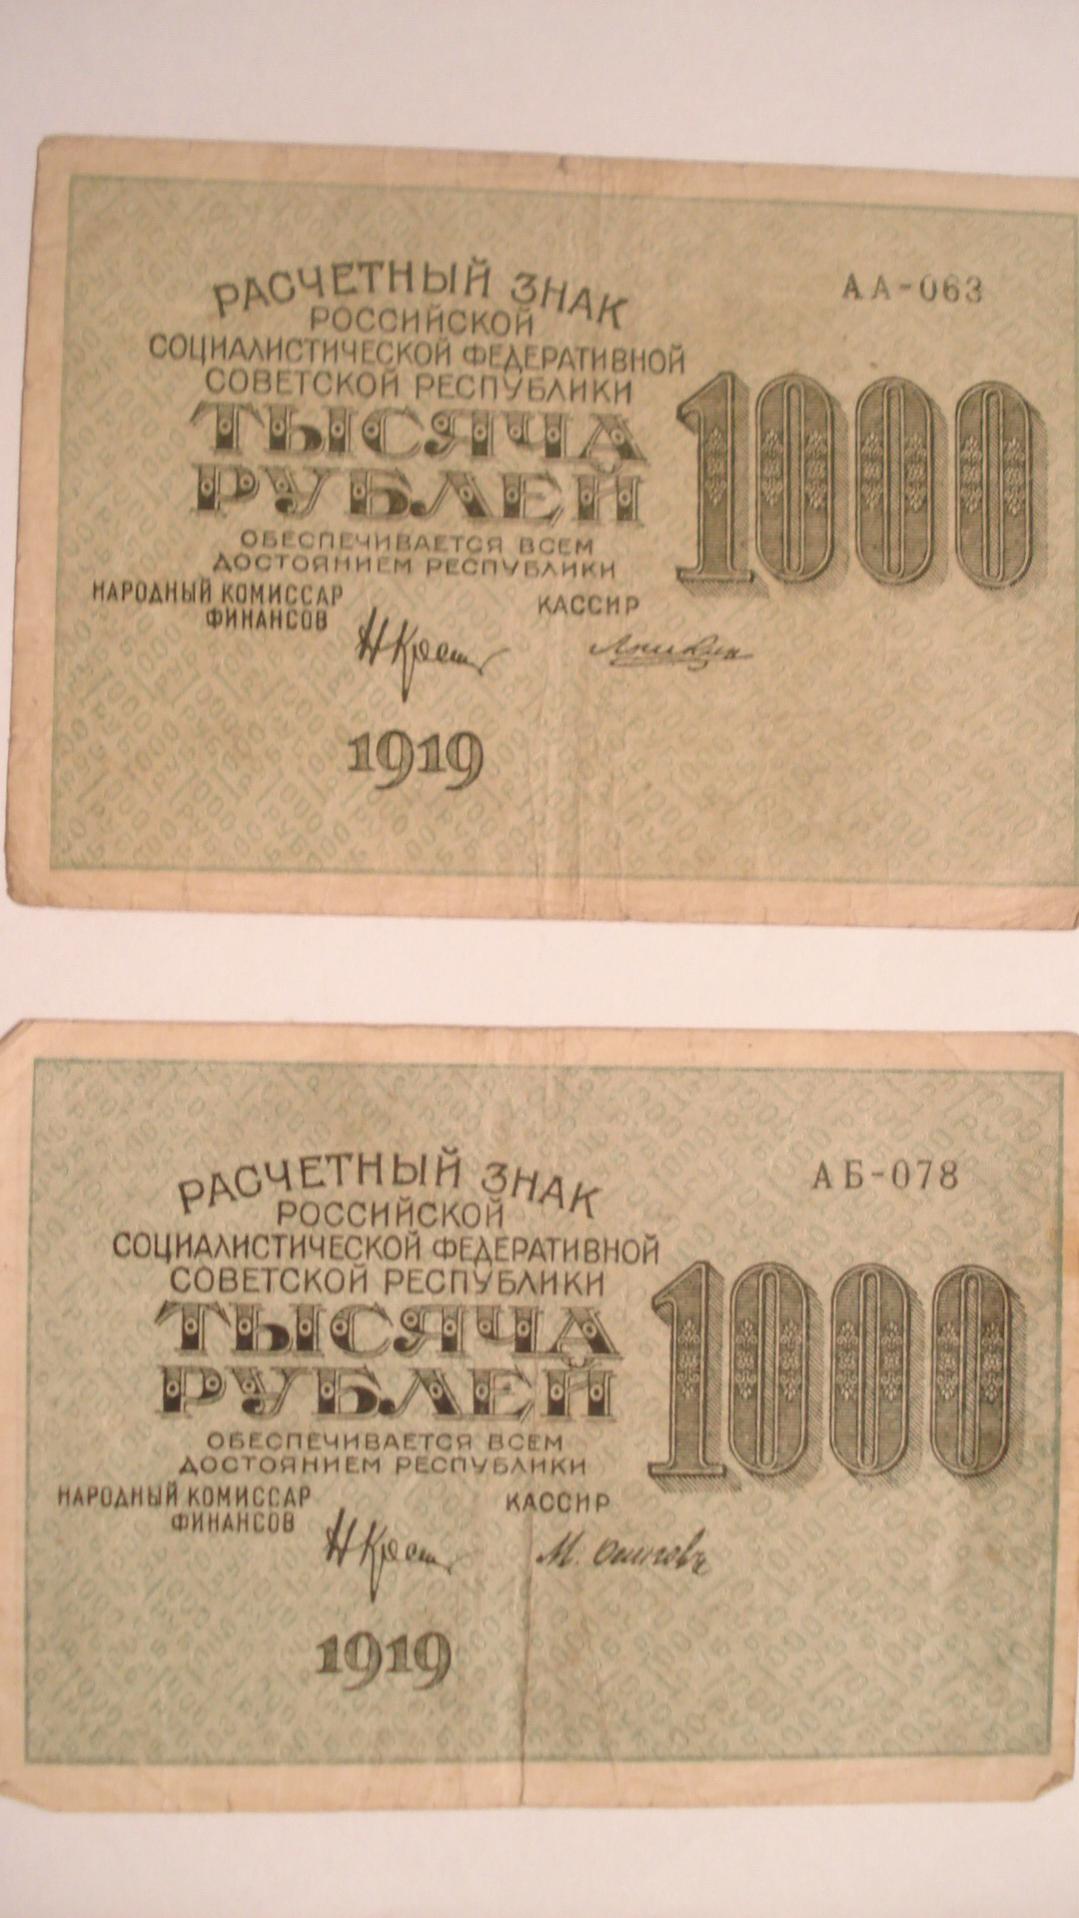 РАСЧЕТНЫЙ ЗНАК
РОССИЙСКОЙ
СОЦИАЛИСТИЧЕСКОЙ ФЕДЕРАТИВНОЙ
СОВЕТСКОЙ РЕСПУБЛИКИ
ТЫСЯЧА
РУБЛЕЙ
ОБЕСПЕЧИВАЕТСЯ ВСЕМ
ДОСТОЯНИЕМ РЕСПУБЛИКИ
НАРОДНЫЙ КОМИССАР
ФИНАНСОВ
КАССИР
1919
АА-063
1000
РАСЧЕТНЫЙ ЗНАК
РОССИЙСКОЙ
СОЦИАЛИСТИЧЕСКОЙ ФЕДЕРАТИВНОЙ
СОВЕТСКОЙ РЕСПУБЛИКИ
ТЫСЯЧА
РУБЛЕЙ
ОБЕСПЕЧИВАЕТСЯ ВСЕМ
ДОСТОЯНИЕМ РЕСПУБЛИКИ
НАРОДНЫЙ КОМИССАР
ФИНАНСОВ
КАССИР
М. Осиповъ
1919
АБ-078
1000